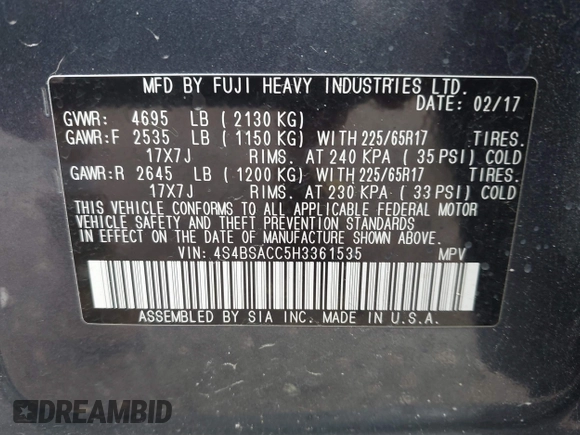 MFD BY FUJI HEAVY INDUSTRIES LTD.
DATE: 02/17
GVWR: 4695 LB ( 2130 KG)
GAWR:F 2535 LB ( 1150 KG) WITH 225/65R17 TIRES.
17X7J RIMS. AT 240 KPA ( 35 PSI) COLD
GAWR:R 2645 LB ( 1200 KG) WITH 225/65R17 TIRES.
17X7J RIMS. AT 230 KPA ( 33 PSI) COLD
THIS VEHICLE CONFORMS TO ALL APPLICABLE FEDERAL MOTOR
VEHICLE SAFETY AND THEFT PREVENTION STANDARDS
IN EFFECT ON THE DATE OF MANUFACTURE SHOWN ABOVE.
VIN: 4S4BSACC5H3361535 MPV
ASSEMBLED BY SIA INC. MADE IN U.S.A.
DREAMBID